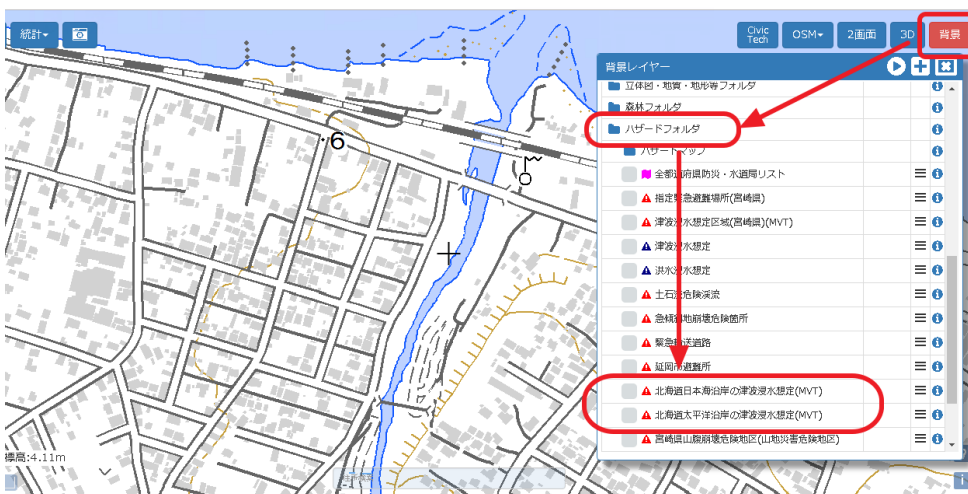 統計
Civic Tech
OSM
2画面
3D
背景
背景レイヤー
立体図・地質・地形等フォルダ
森林フォルダ
ハザードフォルダ
ハザードマップ
全都道府県防災・水道局リスト
指定緊急避難場所(宮崎県)
津波浸水想定区域(宮崎県)(MVT)
津波浸水想定
洪水浸水想定
土石流危険渓流
急傾斜地崩壊危険箇所
緊急輸送道路
延岡市避難所
北海道日本海沿岸の津波浸水想定(MVT)
北海道太平洋沿岸の津波浸水想定(MVT)
宮崎県山腹崩壊危険地区(山地災害危険地区)
6
標高:4.11m